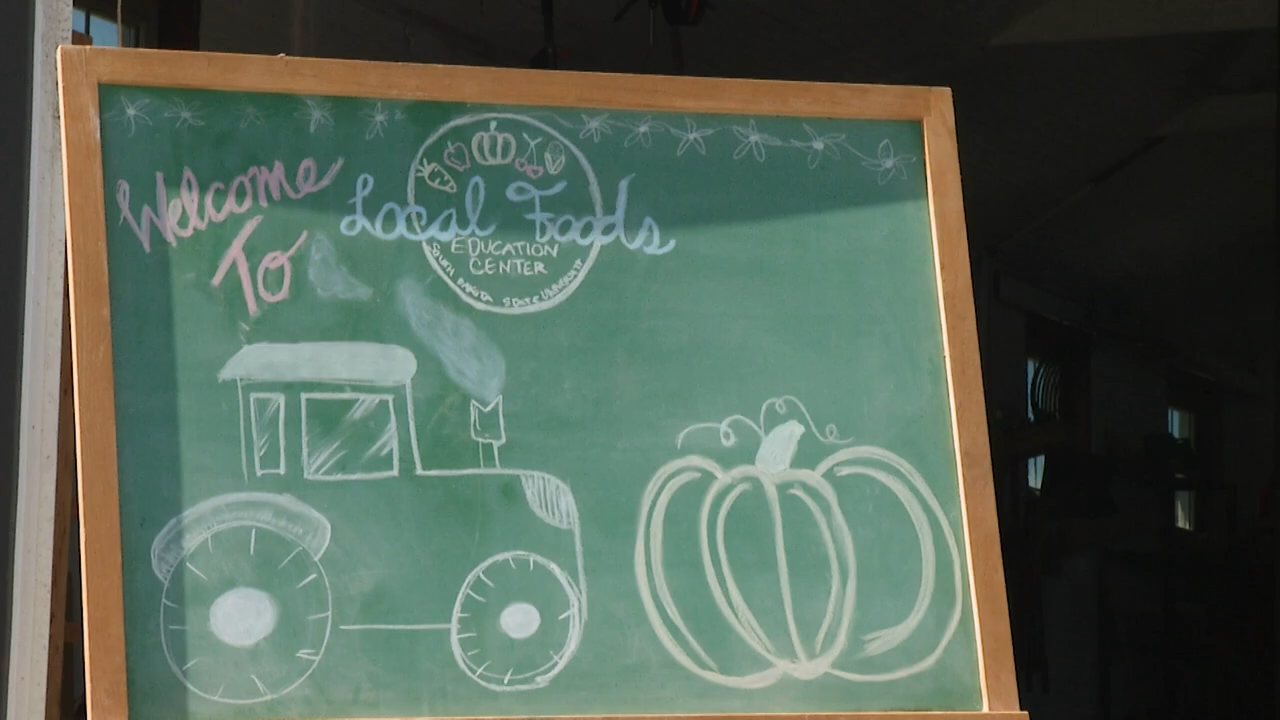 Welcome
To
Local Foods
EDUCATION
CENTER
SOUTH DAKOTA STATE UNIVERSITY